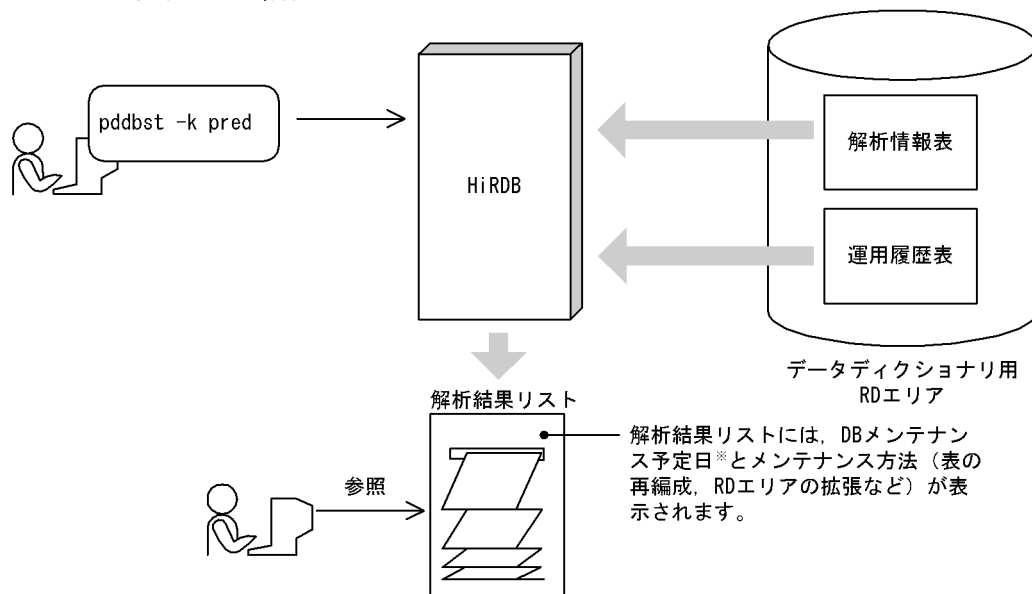 pddbst -k pred
HiRDB
解析情報表
運用履歴表
データディクショナリ用
RDエリア
解析結果リスト
解析結果リストには，DBメンテナン
ス予定日※とメンテナンス方法（表の
再編成，RDエリアの拡張など）が表
示されます。
参照